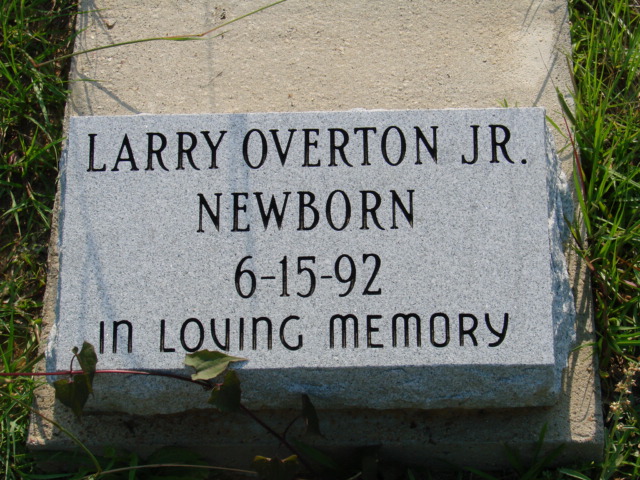 LARRY OVERTON JR.
NEWBORN
6-15-92
in LOVING MEMORY